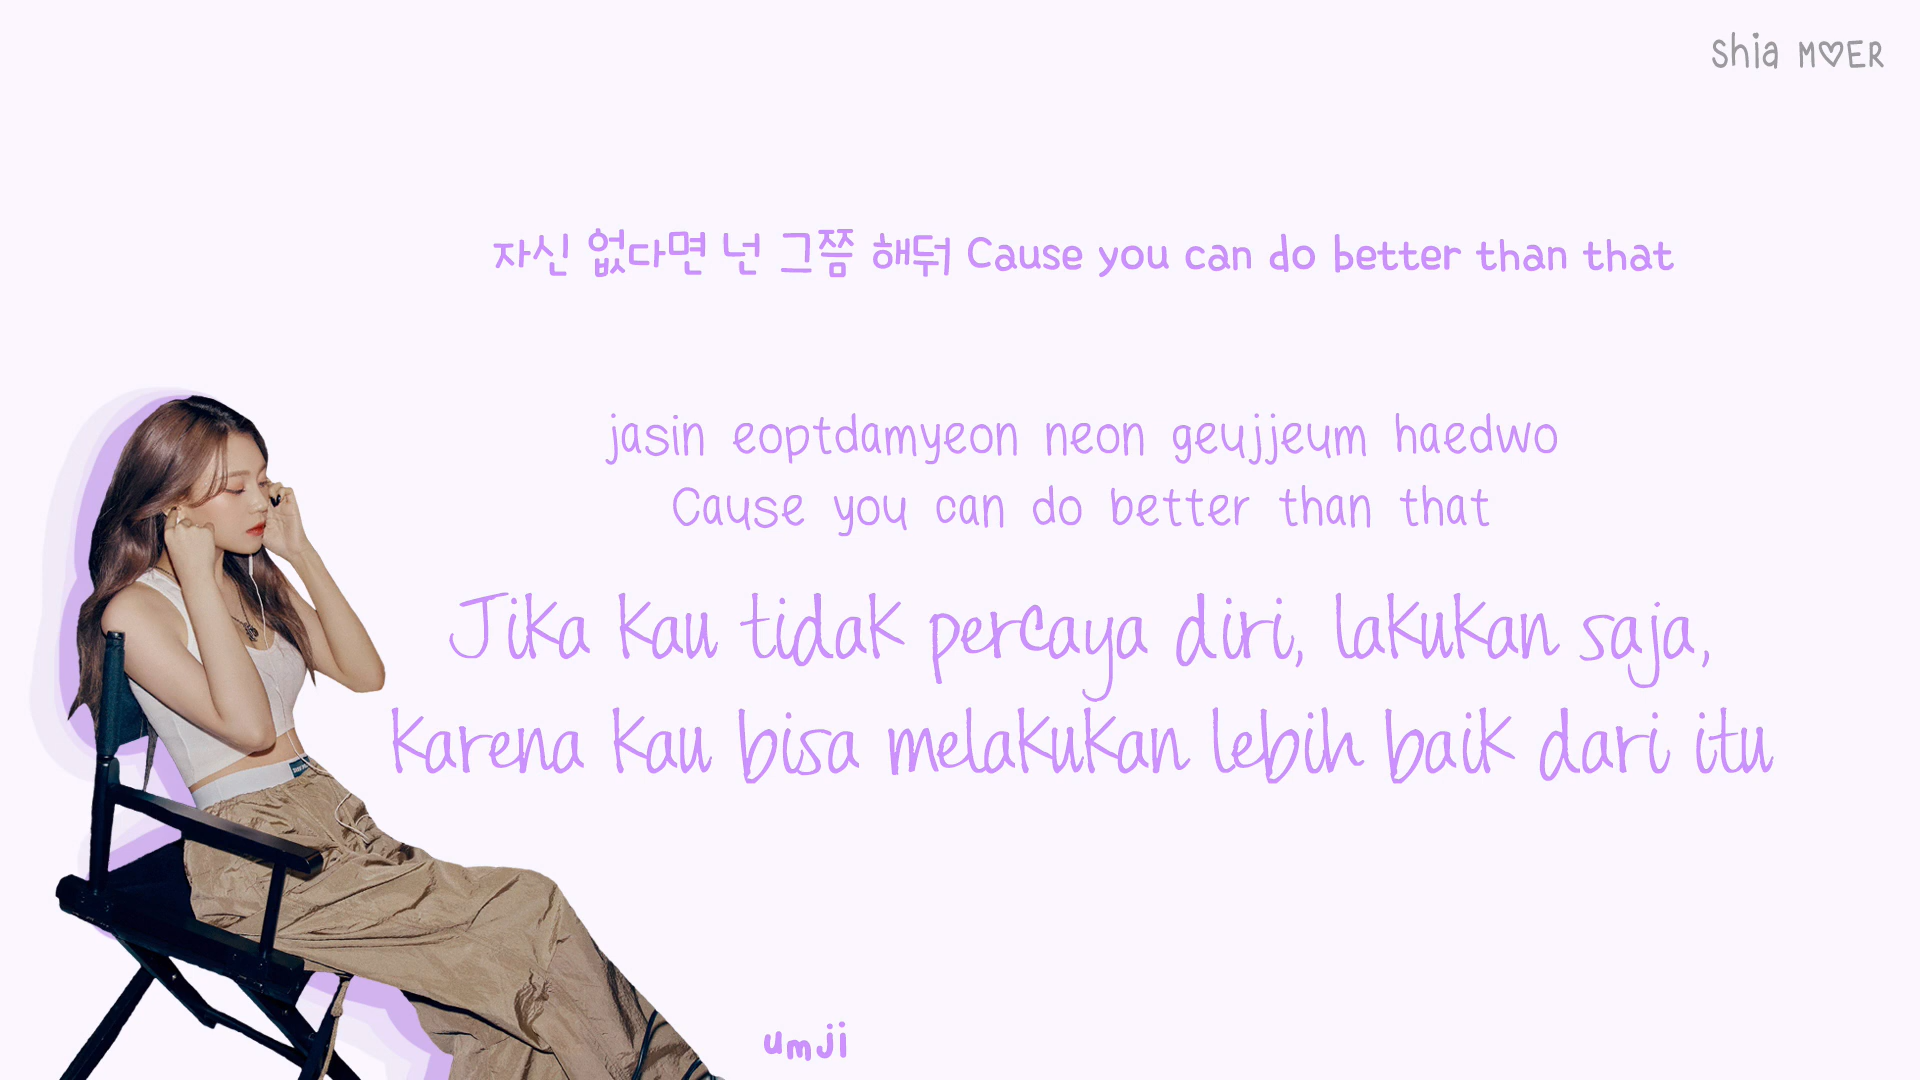 Shia M♡ER
자신 없다면 넌 그쯤 해둬 Cause you can do better than that
jasin eoptdamyeon neon geujjeum haedwo
Cause you can do better than that
Jika kau tidak percaya diri, lakukan saja,
karena kau bisa melakukan lebih baik dari itu
umji